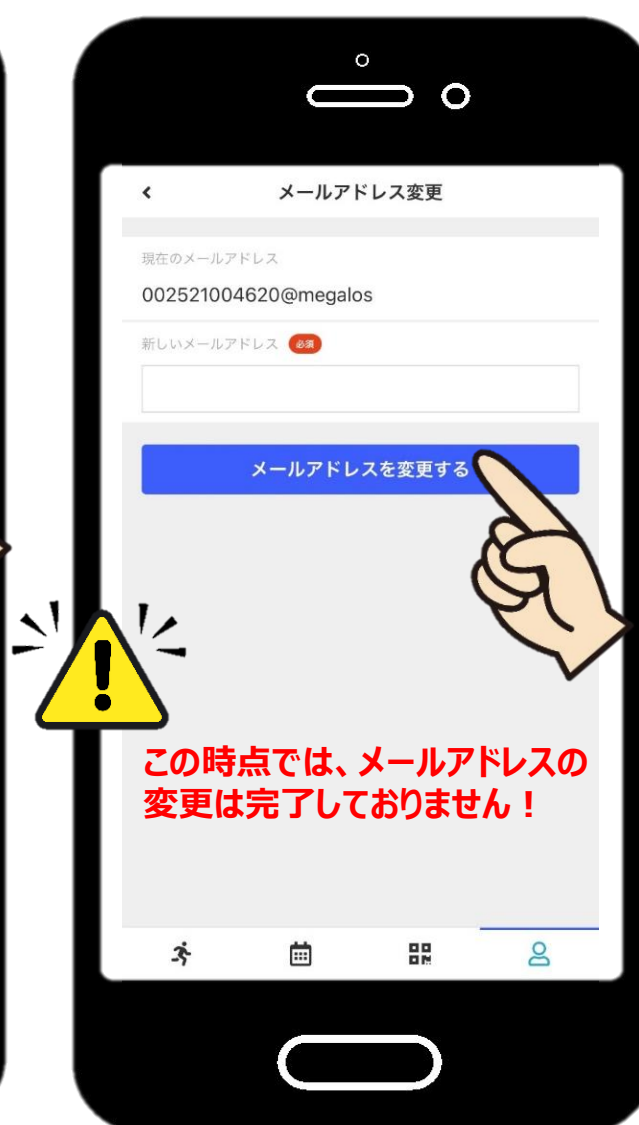 メールアドレス変更
現在のメールアドレス
002521004620@megalos
新しいメールアドレス 必須
メールアドレスを変更する
この時点では、メールアドレスの
変更は完了しておりません!